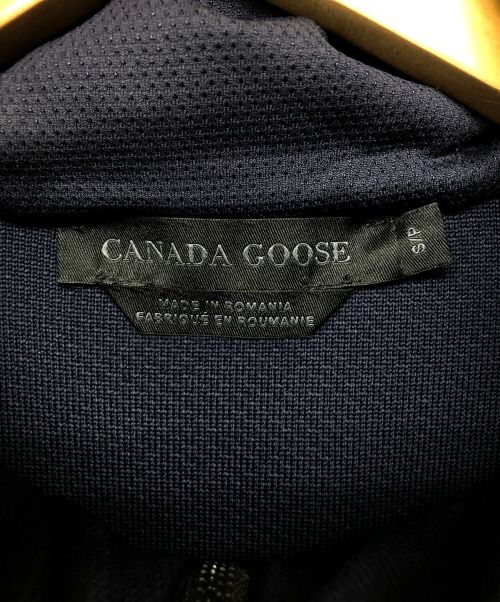 CANADA GOOSE
S/P
MADE IN ROMANIA
FABRIQUÉ EN ROUMANIE